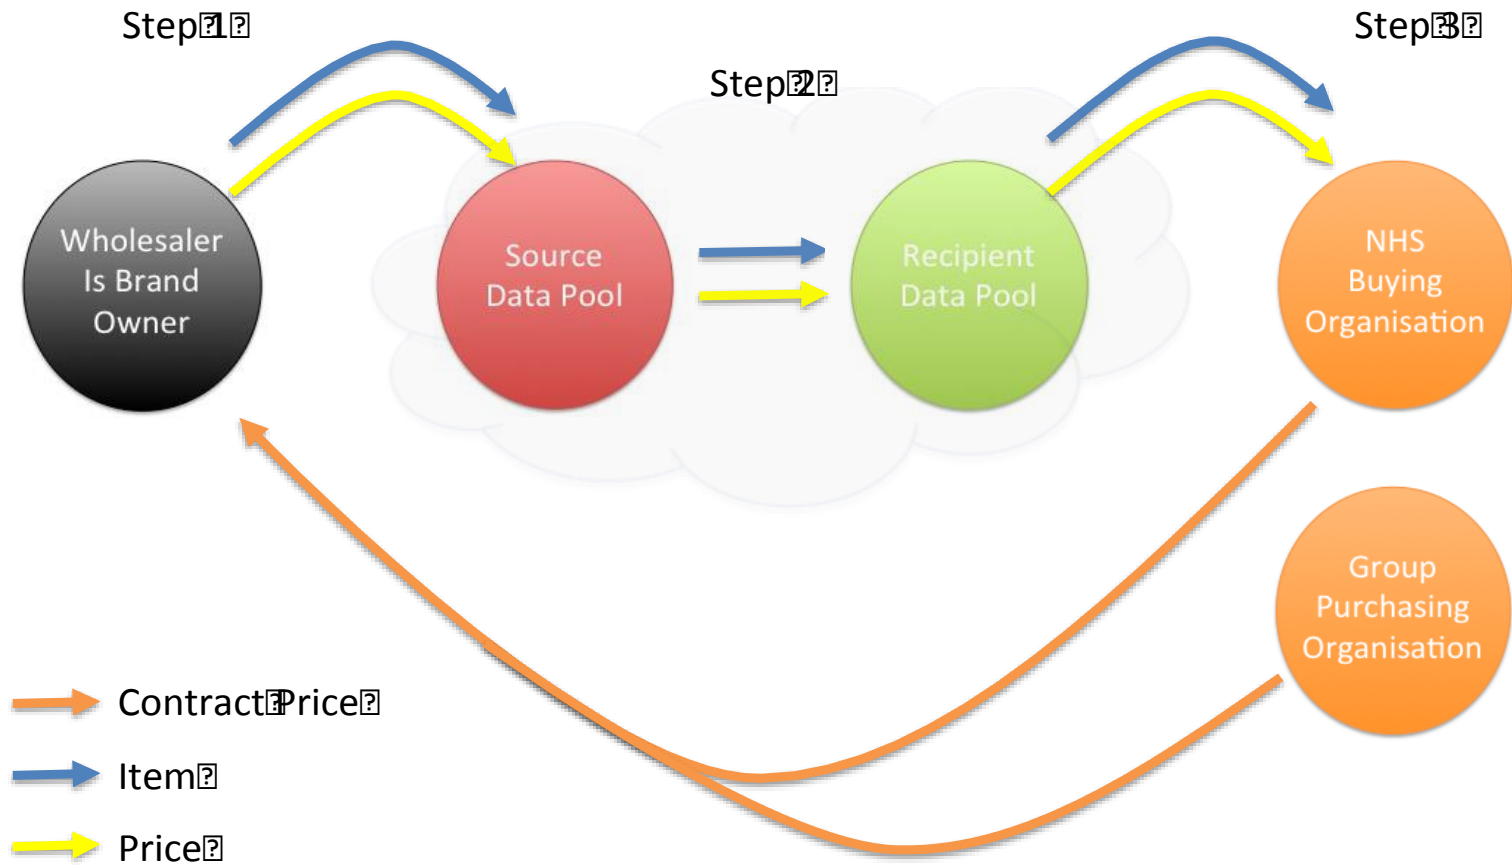 Step 1
Step 3
Step 2
Wholesaler
Is Brand
Owner
Source
Data Pool
Recipient
Data Pool
NHS
Buying
Organisation
Group
Purchasing
Organisation
Contract Price
Item
Price